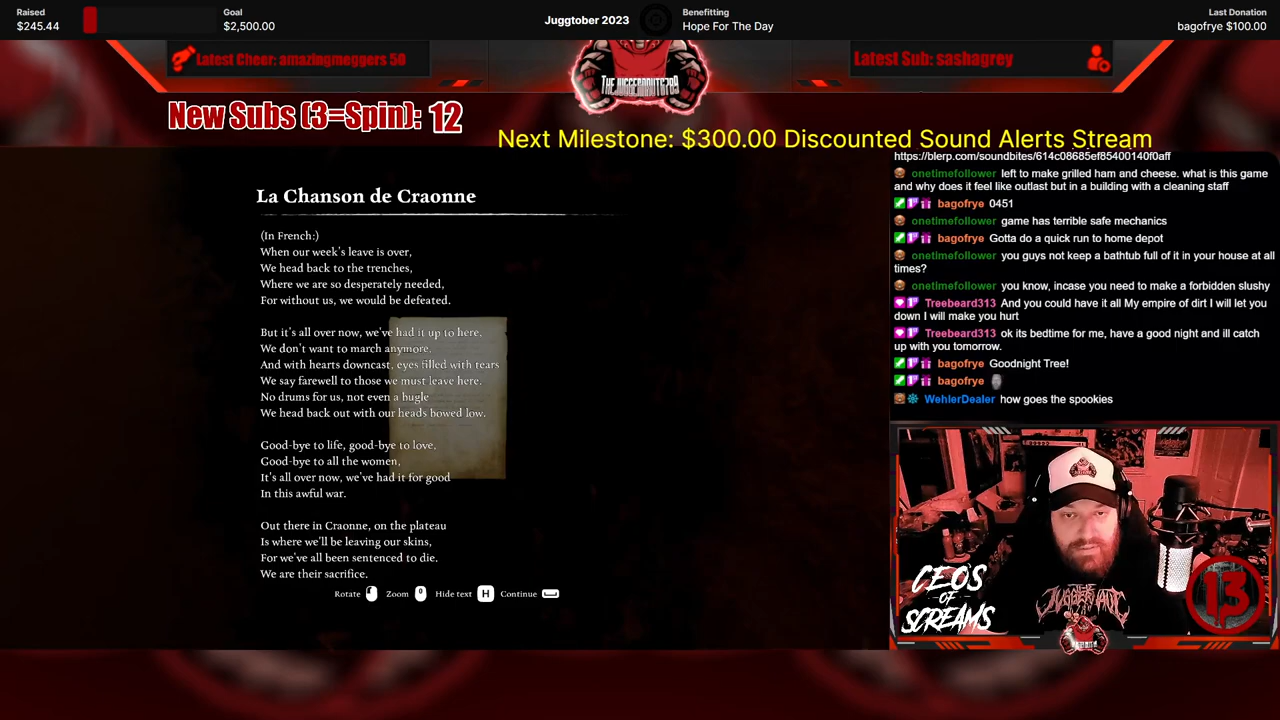 Raised
$245.44
Goal
$2,500.00
Juggtober 2023
Benefitting
Hope For The Day
Last Donation
bagofrye $100.00
Latest Cheer: amazingmeggers 50
THEJUGGERNAUT6789
Latest Sub: sashagrey
New Subs (3=Spin): 12
Next Milestone: $300.00 Discounted Sound Alerts Stream
La Chanson de Craonne
(In French:)
When our week's leave is over,
We head back to the trenches,
Where we are so desperately needed,
For without us, we would be defeated.
But it's all over now, we've had it up to here.
We don't want to march anymore,
And with hearts downcast, eyes filled with tears
We say farewell to those we must leave here.
No drums for us, not even a bugle
We head back out with our heads bowed low.
Good-bye to life, good-bye to love,
Good-bye to all the women,
It's all over now, we've had it for good
In this awful war.
Out there in Craonne, on the plateau
Is where we'll be leaving our skins,
For we've all been sentenced to die.
We are their sacrifice.
Rotate Zoom Hide text H Continue
https://blerp.com/soundbites/614c08685ef85400140f0aff
onetimefollower left to make grilled ham and cheese. what is this game
and why does it feel like outlast but in a building with a cleaning staff
bagofrye 0451
onetimefollower game has terrible safe mechanics
bagofrye Gotta do a quick run to home depot
onetimefollower you guys not keep a bathtub full of it in your house at all
times?
onetimefollower you know, incase you need to make a forbidden slushy
Treebeard313 And you could have it all My empire of dirt I will let you
down I will make you hurt
Treebeard313 ok its bedtime for me, have a good night and ill catch
up with you tomorrow.
bagofrye Goodnight Tree!
bagofrye
WehlerDealer how goes the spookies
CEOS
OF
SCREAMS
THE
JUGGERNAUT
13